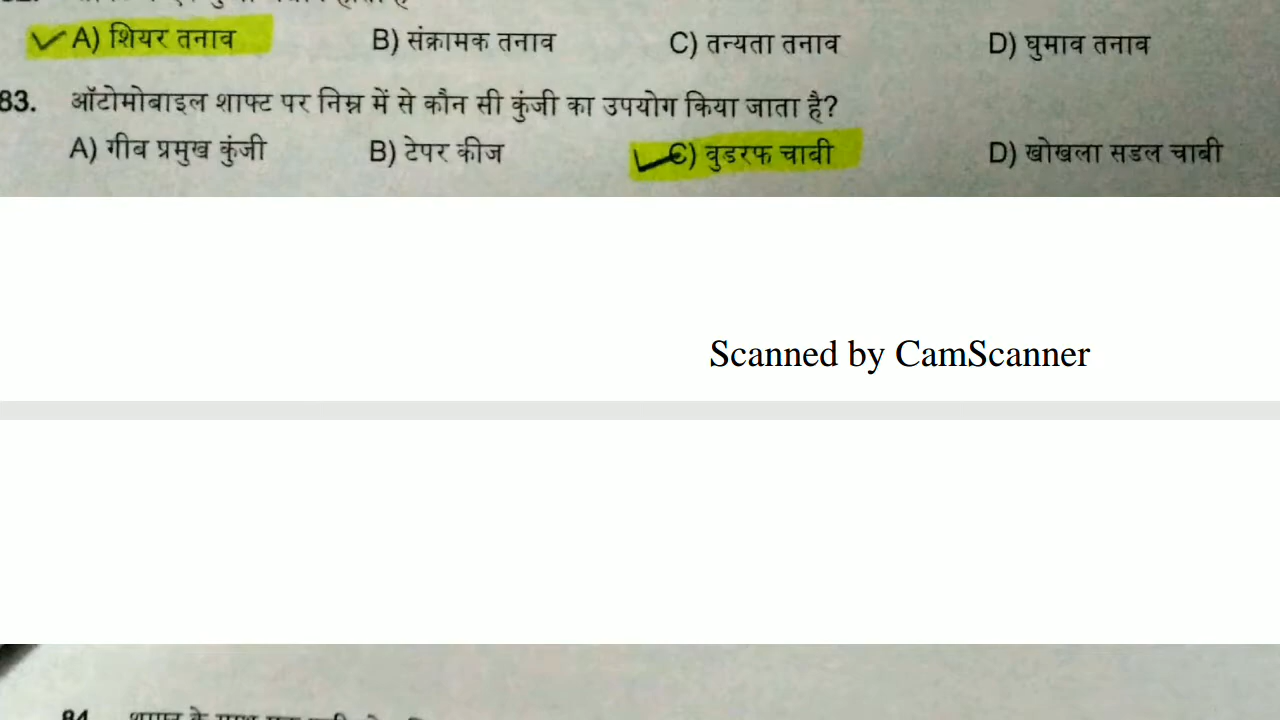 A) शियर तनाव B) संक्रामक तनाव C) तन्यता तनाव D) घुमाव तनाव
83. ऑटोमोबाइल शाफ्ट पर निम्न में से कौन सी कुंजी का उपयोग किया जाता है?
A) गीब प्रमुख कुंजी B) टेपर कीज C) वुडरफ चाबी D) खोखला सडल चाबी
Scanned by CamScanner
84.